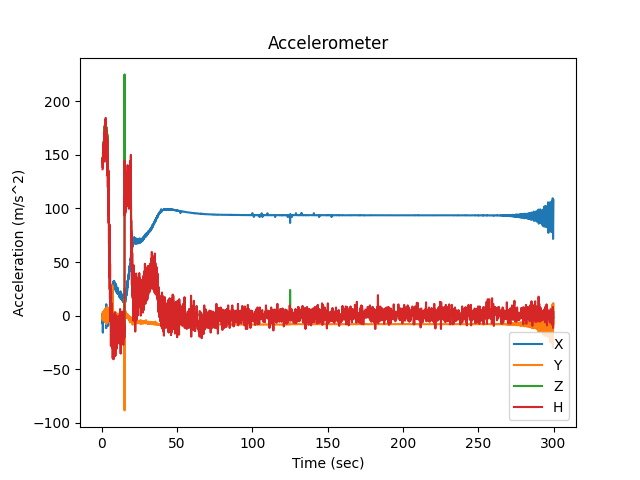 Accelerometer
Acceleration (m/s^2)
200
150
100
50
0
−50
−100
0 50 100 150 200 250 300
Time (sec)
X
Y
Z
H